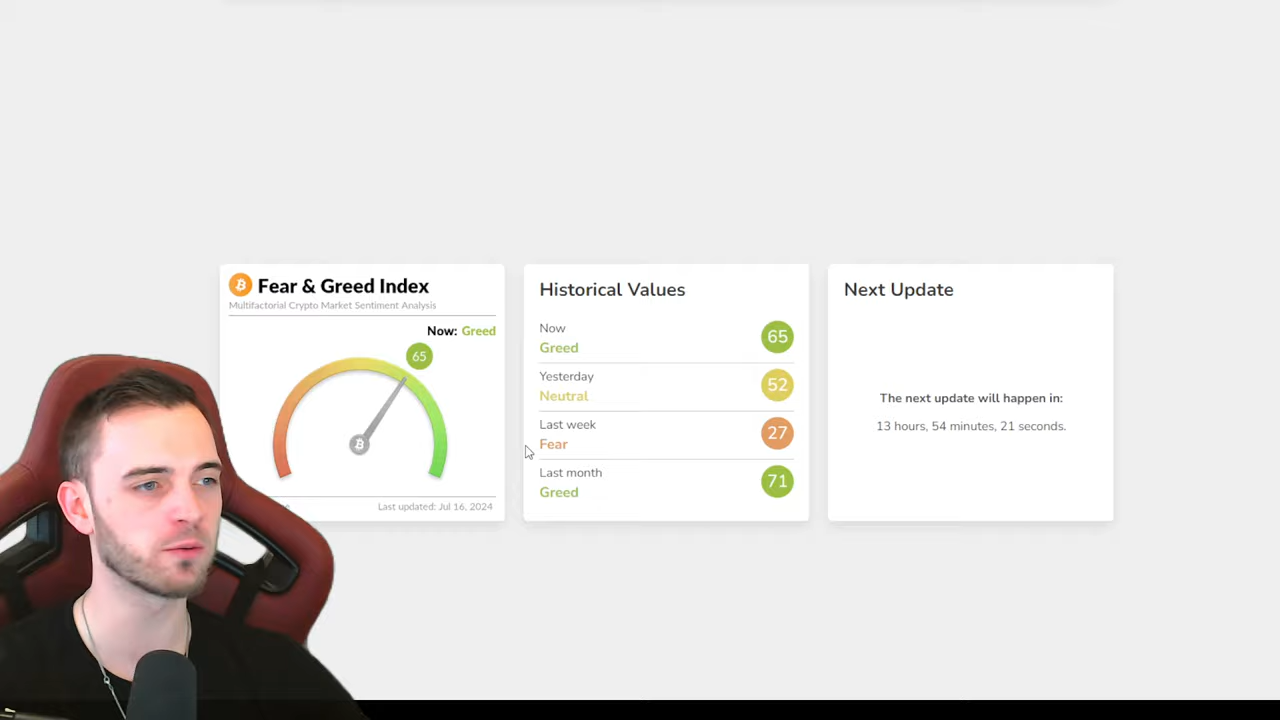 Fear & Greed Index
Multifactorial Crypto Market Sentiment Analysis
Now: Greed
65
Last updated: Jul 16, 2024
Historical Values
Now
Greed
65
Yesterday
Neutral
52
Last week
Fear
27
Last month
Greed
71
Next Update
The next update will happen in:
13 hours, 54 minutes, 21 seconds.